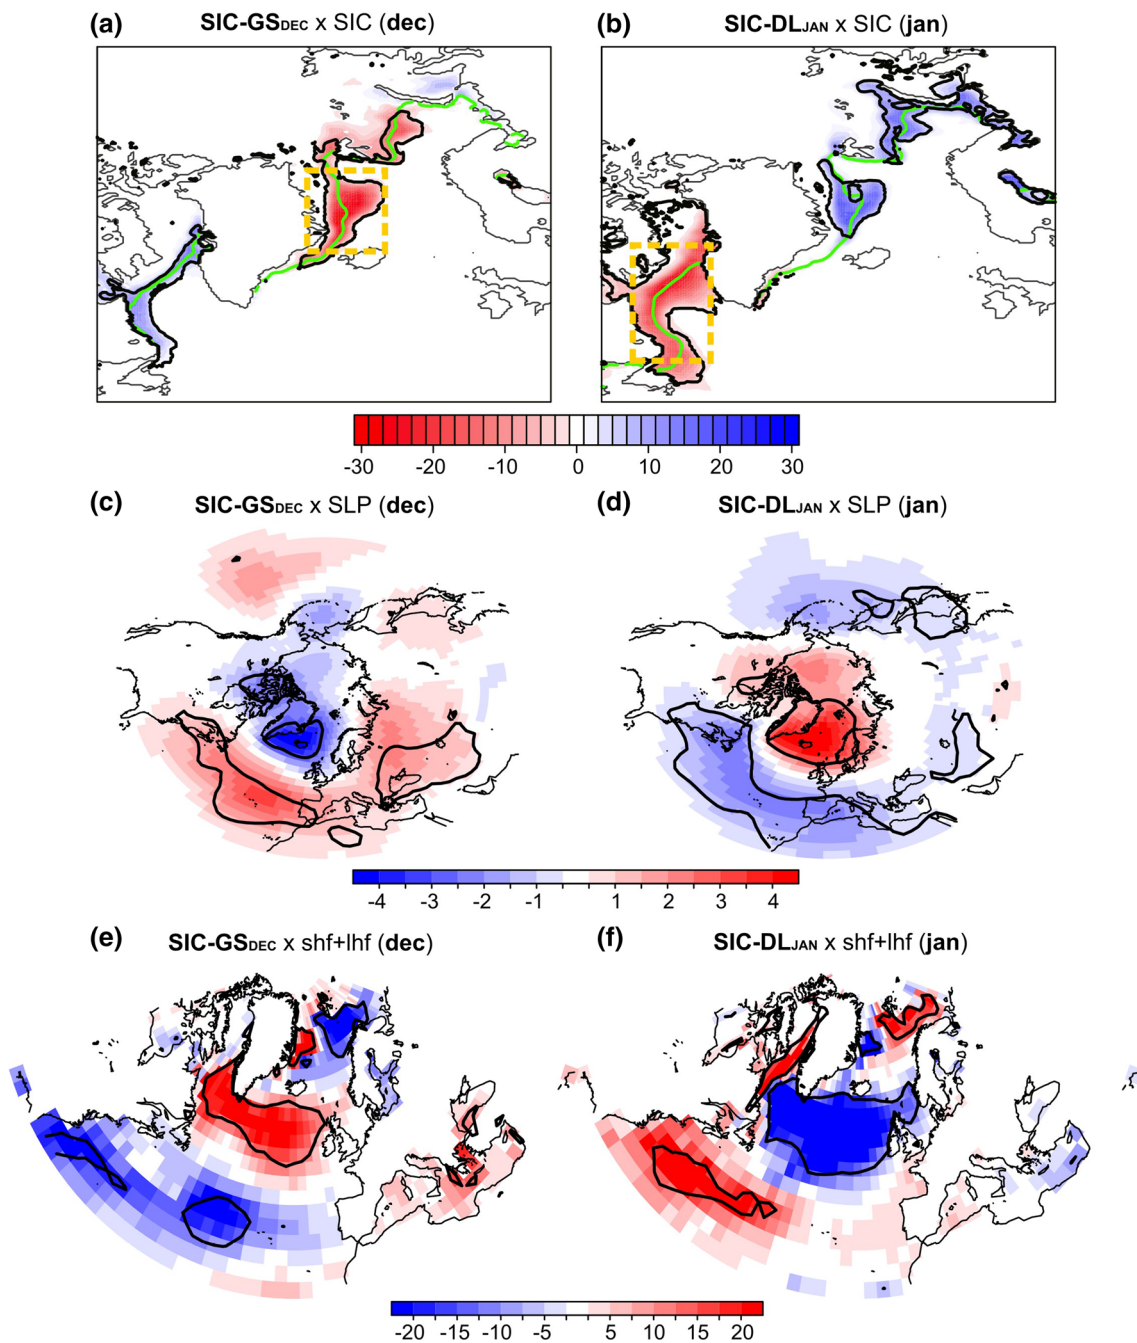 (a) SIC-GSDEC x SIC (dec)
(b) SIC-DLJAN x SIC (jan)
-30 -20 -10 0 10 20 30
(c) SIC-GSDEC x SLP (dec)
(d) SIC-DLJAN x SLP (jan)
-4 -3 -2 -1 1 2 3 4
(e) SIC-GSDEC x shf+lhf (dec)
(f) SIC-DLJAN x shf+lhf (jan)
-20 -15 -10 -5 5 10 15 20